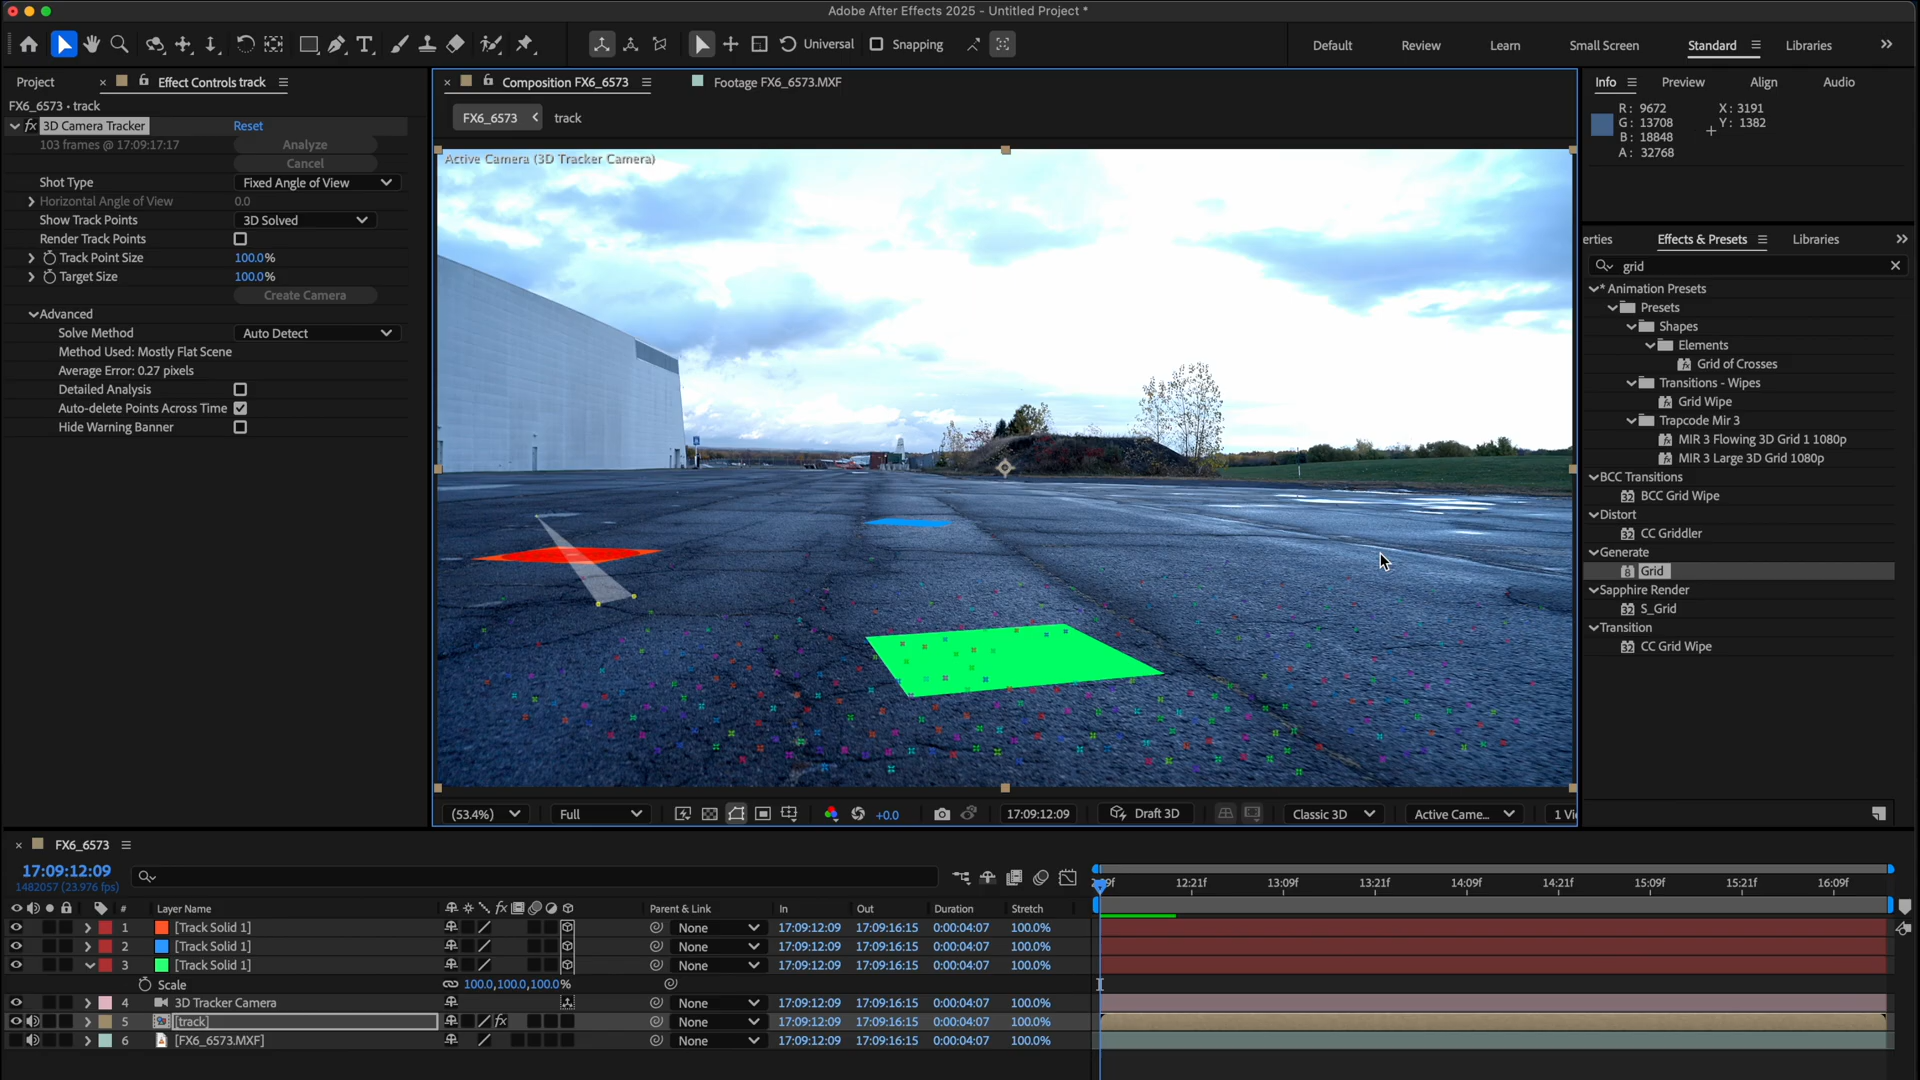 Adobe After Effects 2025 - Untitled Project *
Universal
Snapping
Default
Review
Learn
Small Screen
Standard
Libraries
Project
Effect Controls track
FX6_6573 • track
fx 3D Camera Tracker
Reset
103 frames @ 17:09:17:17
Analyze
Cancel
Shot Type
Fixed Angle of View
Horizontal Angle of View
0.0
Show Track Points
3D Solved
Render Track Points
Track Point Size
100.0%
Target Size
100.0%
Create Camera
Advanced
Solve Method
Auto Detect
Method Used: Mostly Flat Scene
Average Error: 0.27 pixels
Detailed Analysis
Auto-delete Points Across Time
Hide Warning Banner
Composition FX6_6573
Footage FX6_6573.MXF
FX6_6573
track
Active Camera (3D Tracker Camera)
(53.4%)
Full
+0.0
17:09:12:09
Draft 3D
Classic 3D
Active Came...
1 Vi
Info
Preview
Align
Audio
R: 9672
G: 13708
B: 18848
A: 32768
X: 3191
Y: 1382
erties
Effects & Presets
Libraries
grid
* Animation Presets
Presets
Shapes
Elements
Grid of Crosses
Transitions - Wipes
Grid Wipe
Trapcode Mir 3
MIR 3 Flowing 3D Grid 1 1080p
MIR 3 Large 3D Grid 1080p
BCC Transitions
BCC Grid Wipe
Distort
CC Griddler
Generate
Grid
Sapphire Render
S_Grid
Transition
CC Grid Wipe
FX6_6573
17:09:12:09
1482057 (23.976 fps)
12:21f
13:09f
13:21f
14:09f
14:21f
15:09f
15:21f
16:09f
# Layer Name fx Parent & Link In Out Duration Stretch
1 [Track Solid 1] None 17:09:12:09 17:09:16:15 0:00:04:07 100.0%
2 [Track Solid 1] None 17:09:12:09 17:09:16:15 0:00:04:07 100.0%
3 [Track Solid 1] None 17:09:12:09 17:09:16:15 0:00:04:07 100.0%
Scale 100.0,100.0,100.0%
4 3D Tracker Camera None 17:09:12:09 17:09:16:15 0:00:04:07 100.0%
5 [track] fx None 17:09:12:09 17:09:16:15 0:00:04:07 100.0%
6 [FX6_6573.MXF] None 17:09:12:09 17:09:16:15 0:00:04:07 100.0%